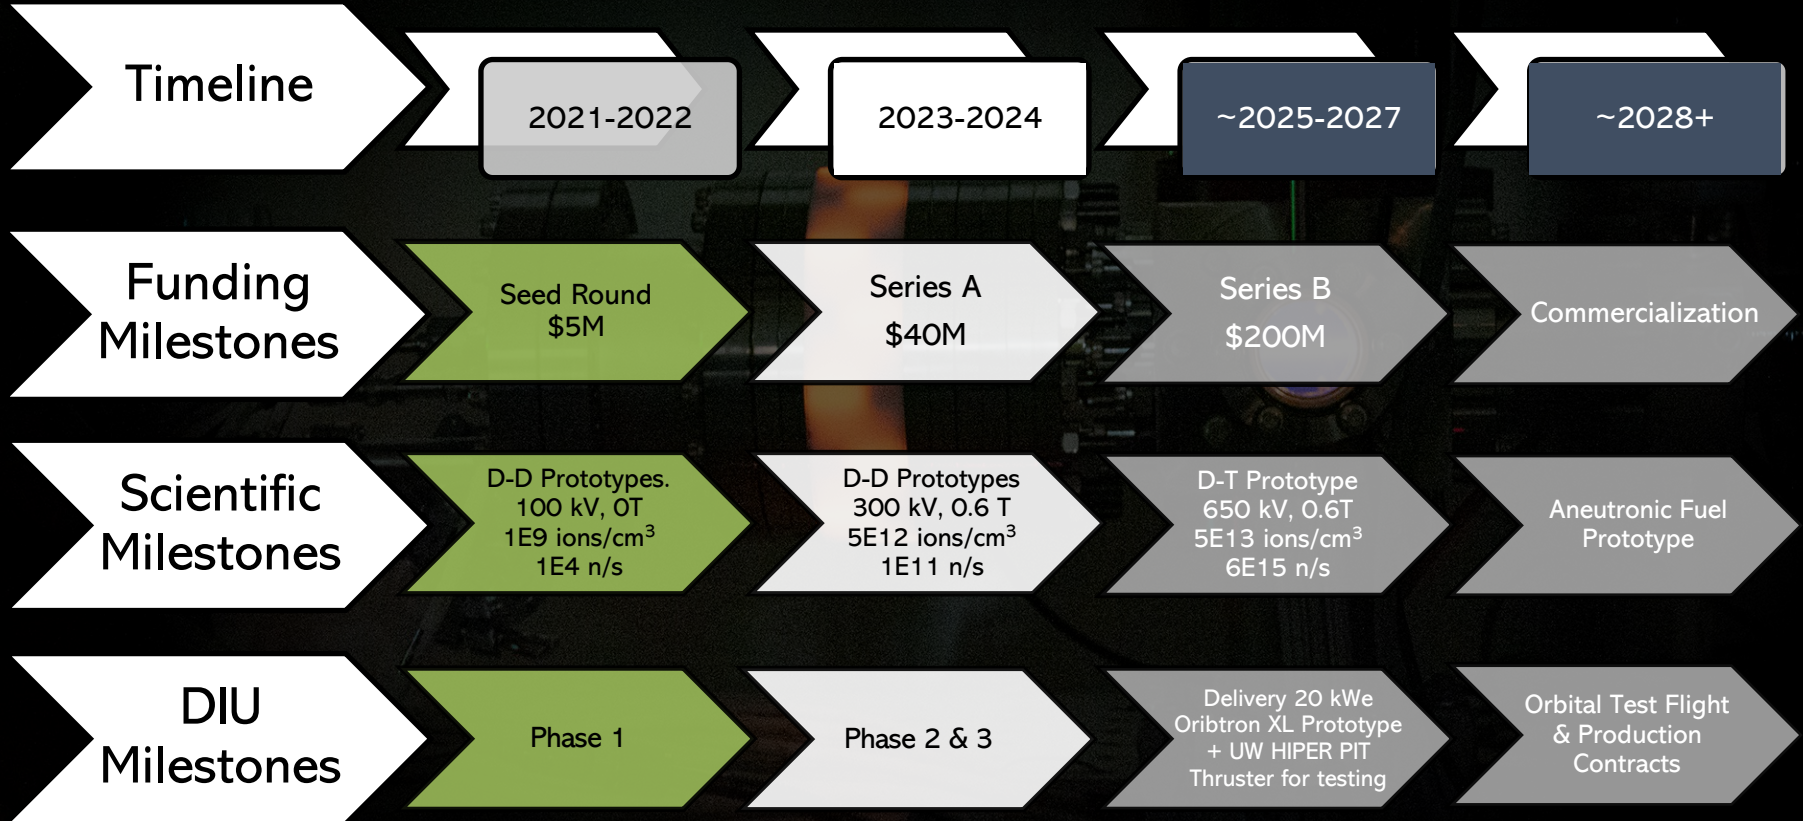 Timeline
2021-2022
2023-2024
~2025-2027
~2028+
Funding
Milestones
Seed Round
$5M
Series A
$40M
Series B
$200M
Commercialization
Scientific
Milestones
D-D Prototypes.
100 kV, 0T
1E9 ions/cm³
1E4 n/s
D-D Prototypes
300 kV, 0.6 T
5E12 ions/cm³
1E11 n/s
D-T Prototype
650 kV, 0.6T
5E13 ions/cm³
6E15 n/s
Aneutronic Fuel
Prototype
DIU
Milestones
Phase 1
Phase 2 & 3
Delivery 20 kWe
Oribtron XL Prototype
+ UW HIPER PIT
Thruster for testing
Orbital Test Flight
& Production
Contracts